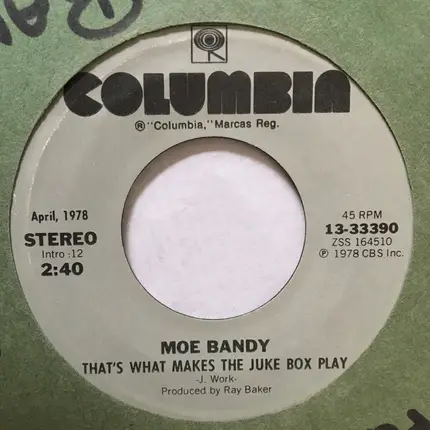 COLUMBIA
® "Columbia," Marcas Reg.
April, 1978
STEREO
Intro :12
2:40
45 RPM
13-33390
ZSS 164510
℗ 1978 CBS Inc.
MOE BANDY
THAT'S WHAT MAKES THE JUKE BOX PLAY
-J. Work-
Produced by Ray Baker